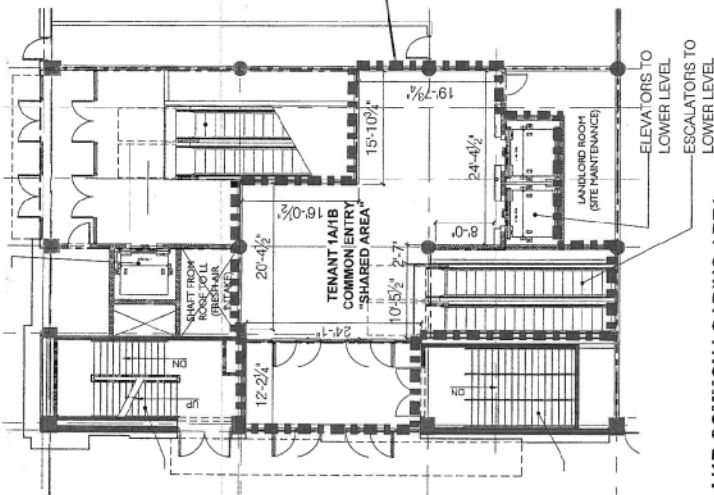 19'-7¾"
15'-10¾"
24'-4½"
16'-0½"
8'-0"
20'-4½"
TENANT 1A/1B
COMMON ENTRY
"SHARED AREA"
2'-7"
10'-5½"
24'-1"
12'-2¼"
SHAFT FROM
ROOF TO LL
(FRESH AIR
INTAKE)
DN
UP
DN
LANDLORD ROOM
(SITE MAINTENANCE)
ELEVATORS TO
LOWER LEVEL
ESCALATORS TO
LOWER LEVEL